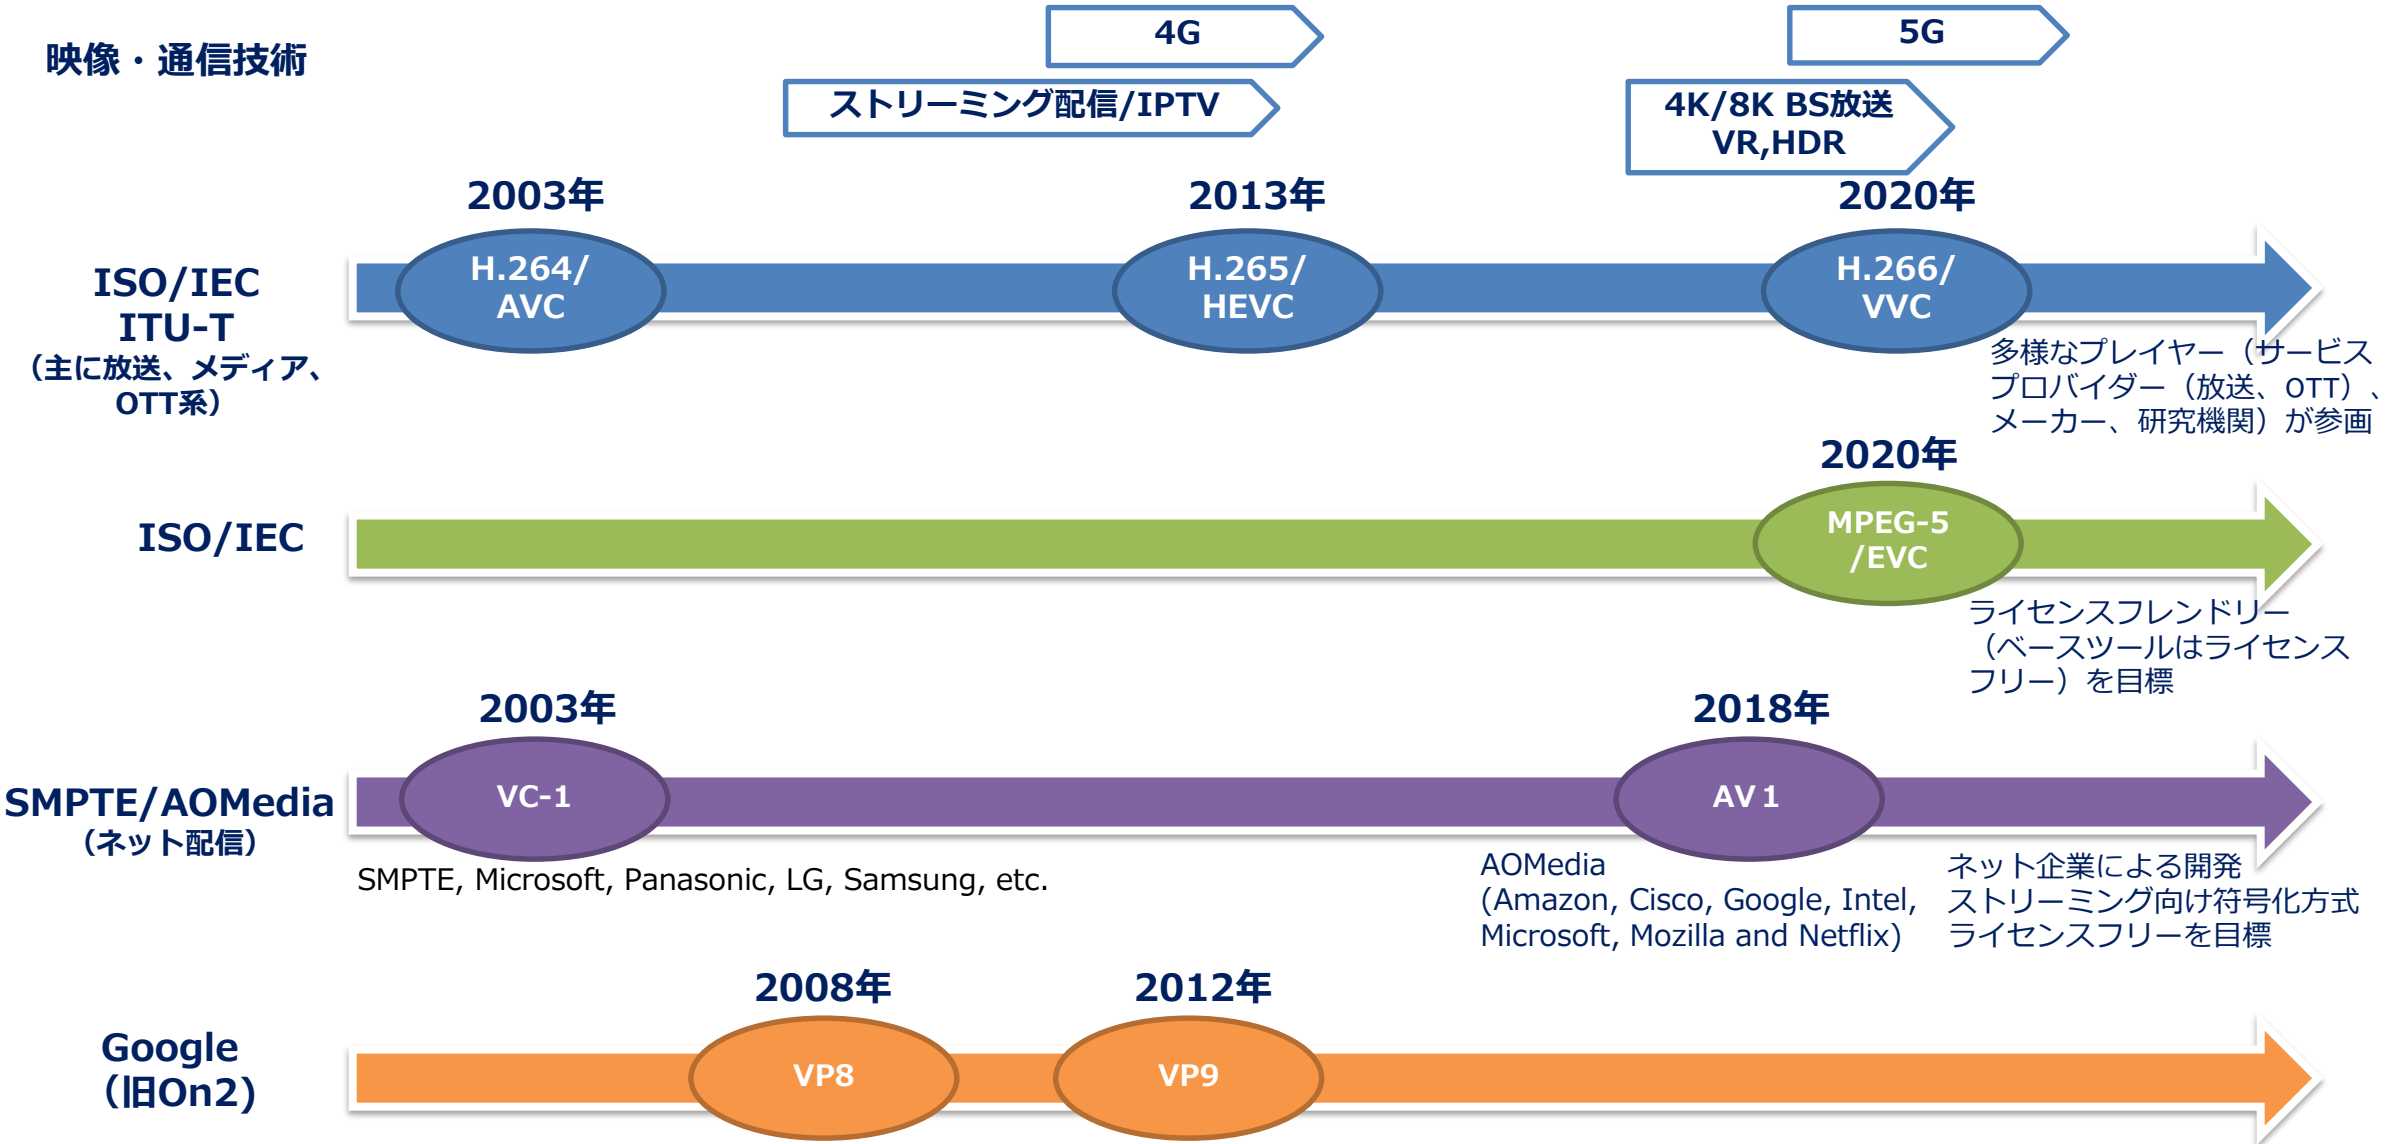 映像・通信技術
4G
5G
ストリーミング配信/IPTV
4K/8K BS放送
VR,HDR
2003年
2013年
2020年
ISO/IEC
ITU-T
（主に放送、メディア、
OTT系）
H.264/
AVC
H.265/
HEVC
H.266/
VVC
多様なプレイヤー（サービス
プロバイダー（放送、OTT）、
メーカー、研究機関）が参画
2020年
ISO/IEC
MPEG-5
/EVC
ライセンスフレンドリー
（ベースツールはライセンス
フリー）を目標
2003年
2018年
SMPTE/AOMedia
（ネット配信）
VC-1
AV１
SMPTE, Microsoft, Panasonic, LG, Samsung, etc.
AOMedia
(Amazon, Cisco, Google, Intel,
Microsoft, Mozilla and Netflix)
ネット企業による開発
ストリーミング向け符号化方式
ライセンスフリーを目標
2008年
2012年
Google
（旧On2)
VP8
VP9